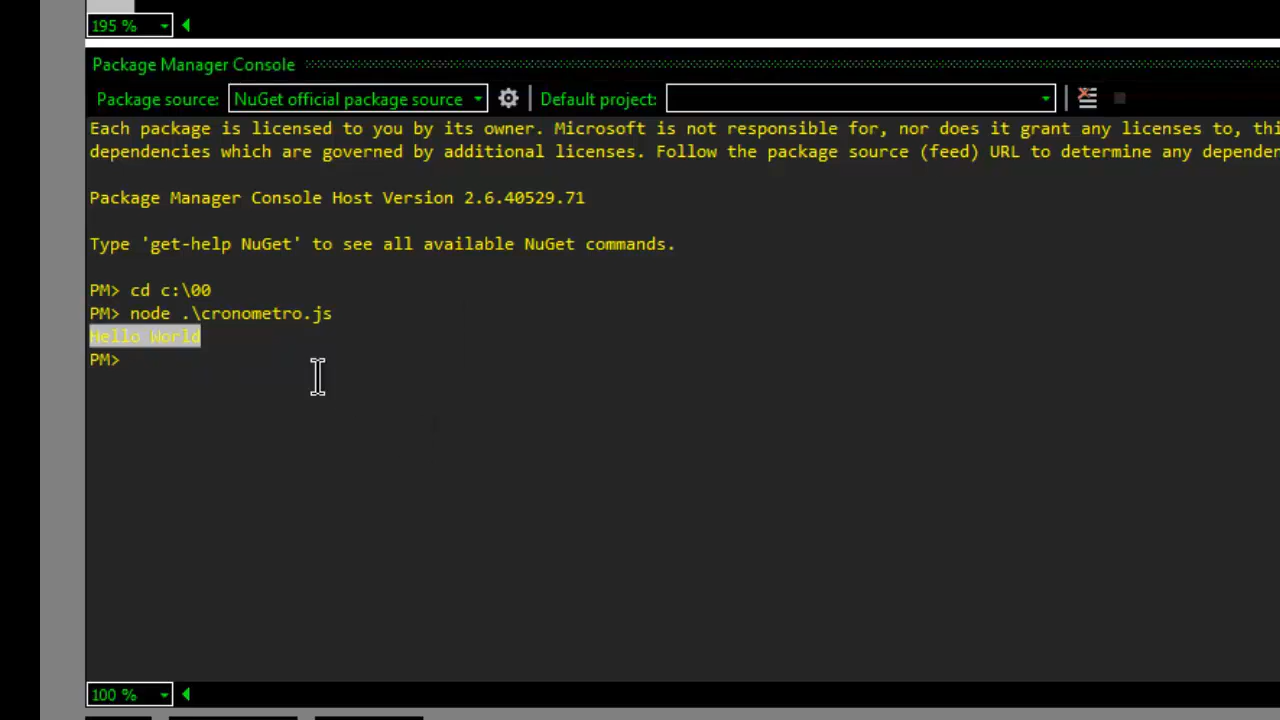 195 %
Package Manager Console
Package source: NuGet official package source Default project:
Each package is licensed to you by its owner. Microsoft is not responsible for, nor does it grant any licenses to, thi
dependencies which are governed by additional licenses. Follow the package source (feed) URL to determine any dependen
Package Manager Console Host Version 2.6.40529.71
Type 'get-help NuGet' to see all available NuGet commands.
PM> cd c:\00
PM> node .\cronometro.js
Hello World
PM>
100 %